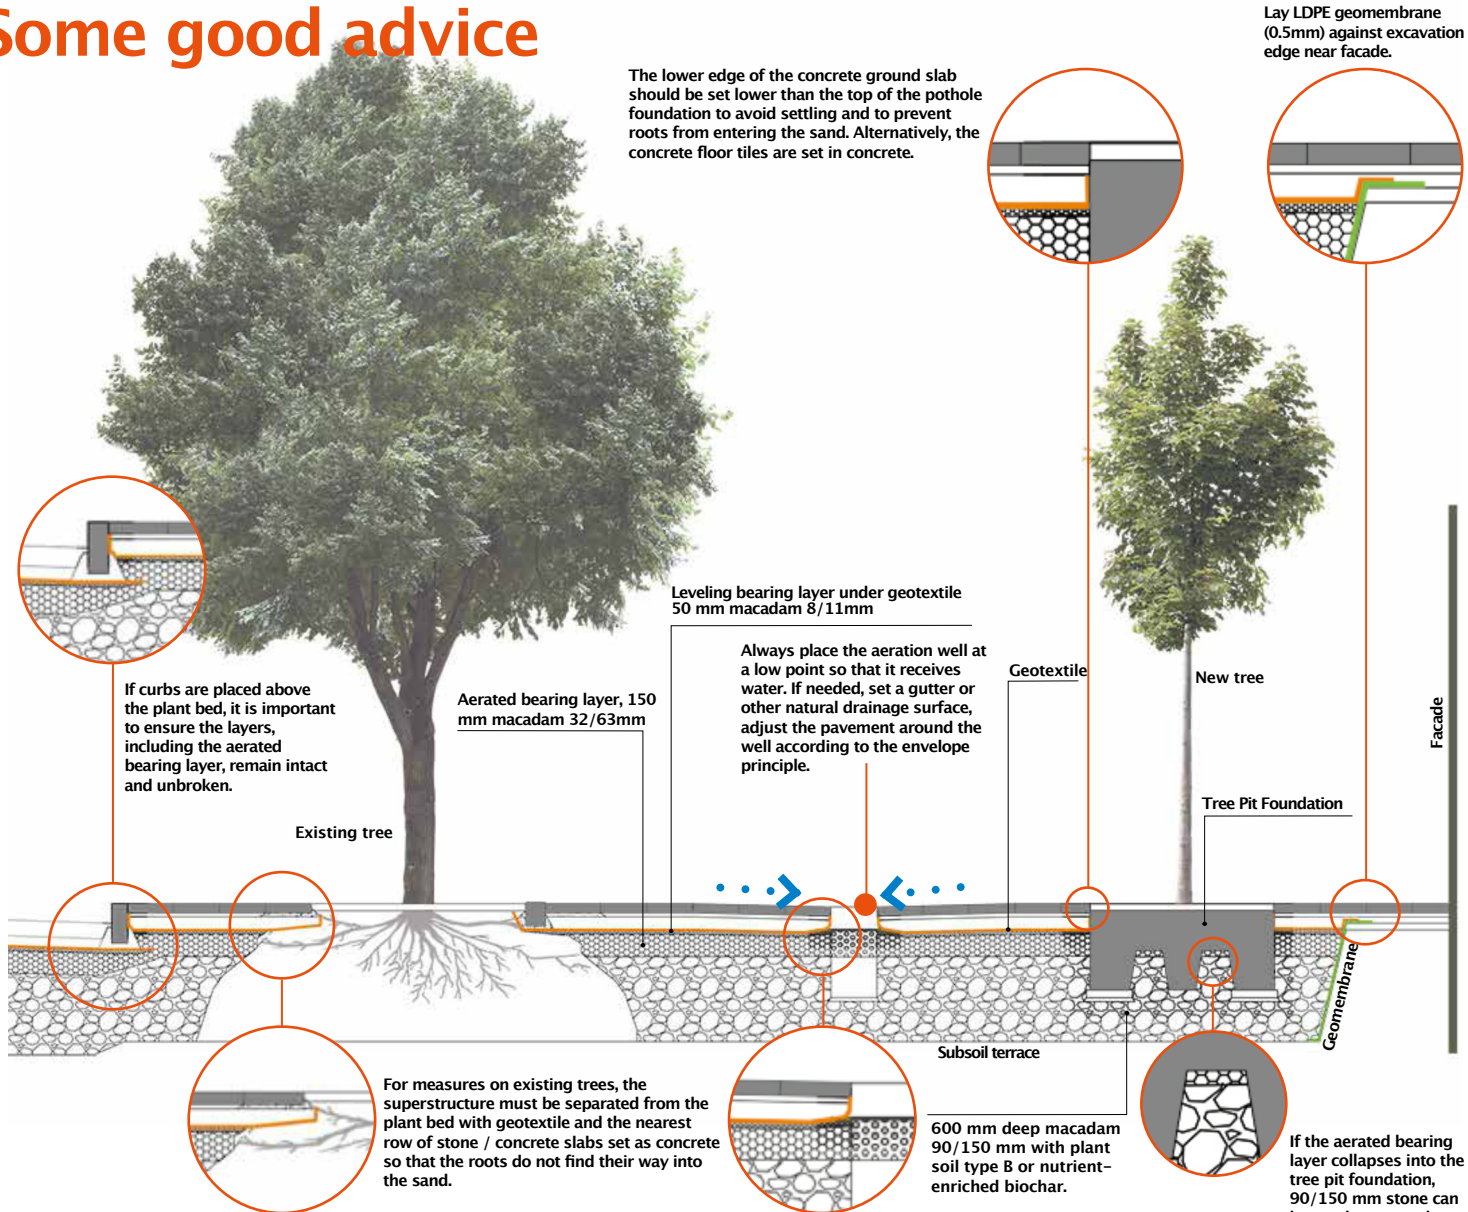 Some good advice
Lay LDPE geomembrane
(0.5mm) against excavation
edge near facade.
The lower edge of the concrete ground slab
should be set lower than the top of the pothole
foundation to avoid settling and to prevent
roots from entering the sand. Alternatively, the
concrete floor tiles are set in concrete.
If curbs are placed above
the plant bed, it is important
to ensure the layers,
including the aerated
bearing layer, remain intact
and unbroken.
Existing tree
Aerated bearing layer, 150
mm macadam 32/63mm
Leveling bearing layer under geotextile
50 mm macadam 8/11mm
Always place the aeration well at
a low point so that it receives
water. If needed, set a gutter or
other natural drainage surface,
adjust the pavement around the
well according to the envelope
principle.
Geotextile
New tree
Tree Pit Foundation
Facade
Geomembrane
Subsoil terrace
For measures on existing trees, the
superstructure must be separated from the
plant bed with geotextile and the nearest
row of stone / concrete slabs set as concrete
so that the roots do not find their way into
the sand.
600 mm deep macadam
90/150 mm with plant
soil type B or nutrient-
enriched biochar.
If the aerated bearing
layer collapses into the
tree pit foundation,
90/150 mm stone can